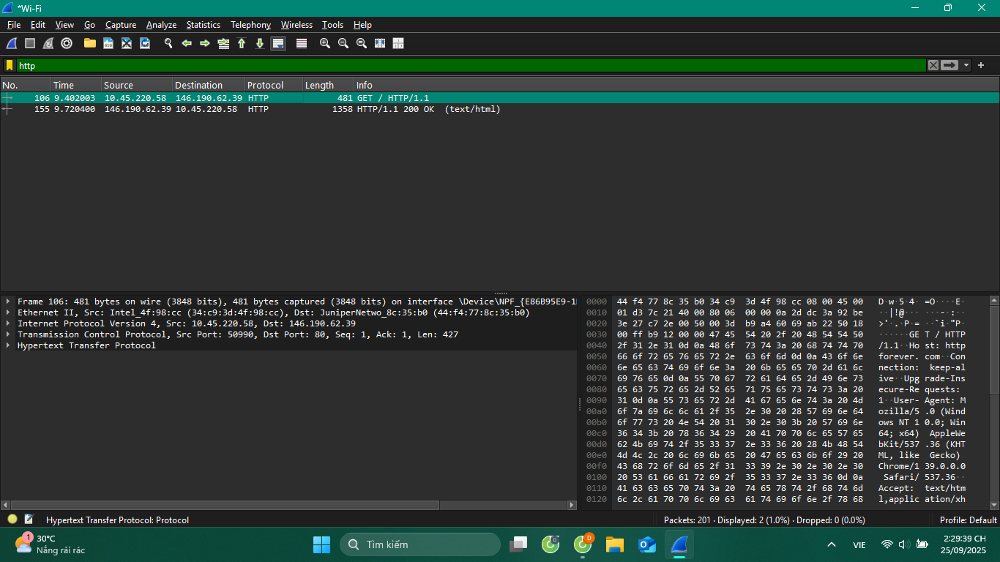 *Wi-Fi
File Edit View Go Capture Analyze Statistics Telephony Wireless Tools Help
http
No. Time Source Destination Protocol Length Info
106 9.402003 10.45.220.58 146.190.62.39 HTTP 481 GET / HTTP/1.1
155 9.720400 146.190.62.39 10.45.220.58 HTTP 1358 HTTP/1.1 200 OK (text/html)
Frame 106: 481 bytes on wire (3848 bits), 481 bytes captured (3848 bits) on interface \Device\NPF_{E86B95E9-1
Ethernet II, Src: Intel_4f:98:cc (34:c9:3d:4f:98:cc), Dst: JuniperNetwo_8c:35:b0 (44:f4:77:8c:35:b0)
Internet Protocol Version 4, Src: 10.45.220.58, Dst: 146.190.62.39
Transmission Control Protocol, Src Port: 50990, Dst Port: 80, Seq: 1, Ack: 1, Len: 427
Hypertext Transfer Protocol
0000 44 f4 77 8c 35 b0 34 c9 3d 4f 98 cc 08 00 45 00 D·w·5·4· =O····E·
0010 01 d3 7c 21 40 00 80 06 00 00 0a 2d dc 3a 92 be ··|!@··· ···-·:··
0020 3e 27 c7 2e 00 50 00 3d b9 a4 60 69 ab 22 50 18 >'·.·P·= ··`i·"P·
0030 00 ff b9 12 00 00 47 45 54 20 2f 20 48 54 54 50 ······GE T / HTTP
0040 2f 31 2e 31 0d 0a 48 6f 73 74 3a 20 68 74 74 70 /1.1··Ho st: http
0050 66 6f 72 65 76 65 72 2e 63 6f 6d 0d 0a 43 6f 6e forever. com··Con
0060 6e 65 63 74 69 6f 6e 3a 20 6b 65 65 70 2d 61 6c nection: keep-al
0070 69 76 65 0d 0a 55 70 67 72 61 64 65 2d 49 6e 73 ive··Upg rade-Ins
0080 65 63 75 72 65 2d 52 65 71 75 65 73 74 73 3a 20 ecure-Re quests:
0090 31 0d 0a 55 73 65 72 2d 41 67 65 6e 74 3a 20 4d 1··User- Agent: M
00a0 6f 7a 69 6c 6c 61 2f 35 2e 30 20 28 57 69 6e 64 ozilla/5 .0 (Wind
00b0 6f 77 73 20 4e 54 20 31 30 2e 30 3b 20 57 69 6e ows NT 1 0.0; Win
00c0 36 34 3b 20 78 36 34 29 20 41 70 70 6c 65 57 65 64; x64) AppleWe
00d0 62 4b 69 74 2f 35 33 37 2e 33 36 20 28 4b 48 54 bKit/537 .36 (KHT
00e0 4d 4c 2c 20 6c 69 6b 65 20 47 65 63 6b 6f 29 20 ML, like Gecko)
00f0 43 68 72 6f 6d 65 2f 31 33 39 2e 30 2e 30 2e 30 Chrome/1 39.0.0.0
0100 20 53 61 66 61 72 69 2f 35 33 37 2e 33 36 0d 0a Safari/ 537.36··
0110 41 63 63 65 70 74 3a 20 74 65 78 74 2f 68 74 6d Accept: text/htm
0120 6c 2c 61 70 70 6c 69 63 61 74 69 6f 6e 2f 78 68 l,applic ation/xh
Hypertext Transfer Protocol: Protocol
Packets: 201 · Displayed: 2 (1.0%) · Dropped: 0 (0.0%)
Profile: Default
1
30°C
Nắng rải rác
Tìm kiếm
D
D
VIE
2:29:39 CH
25/09/2025